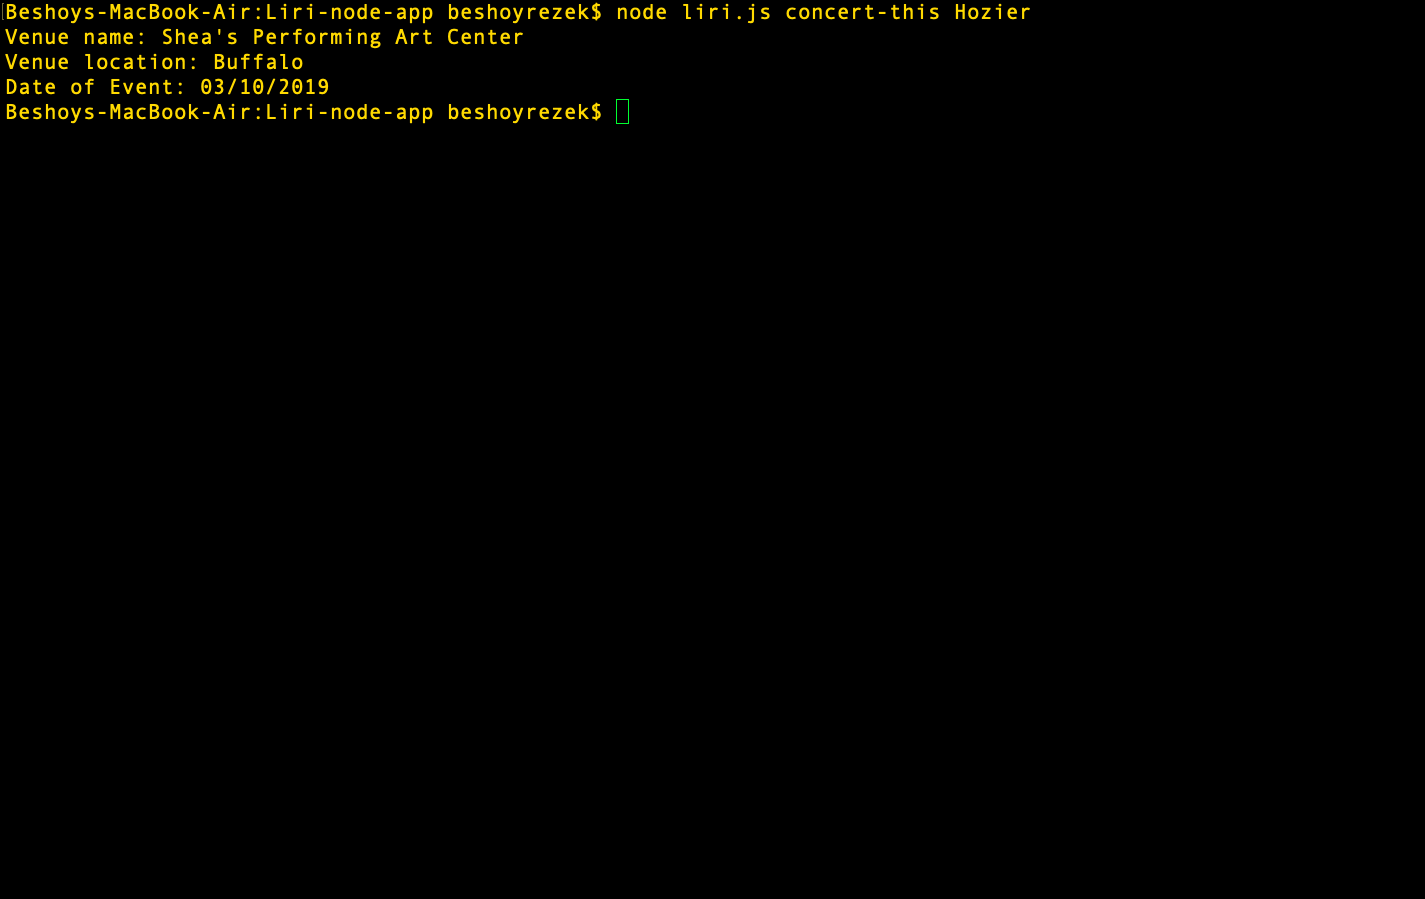 Beshoys-MacBook-Air:Liri-node-app beshoyrezek$ node liri.js concert-this Hozier
Venue name: Shea's Performing Art Center
Venue location: Buffalo
Date of Event: 03/10/2019
Beshoys-MacBook-Air:Liri-node-app beshoyrezek$